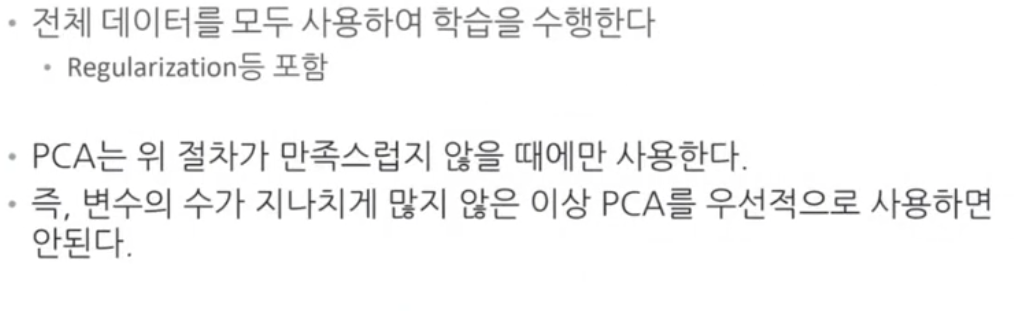 • 전체 데이터를 모두 사용하여 학습을 수행한다
• Regularization등 포함
• PCA는 위 절차가 만족스럽지 않을 때에만 사용한다.
• 즉, 변수의 수가 지나치게 많지 않은 이상 PCA를 우선적으로 사용하면
안된다.